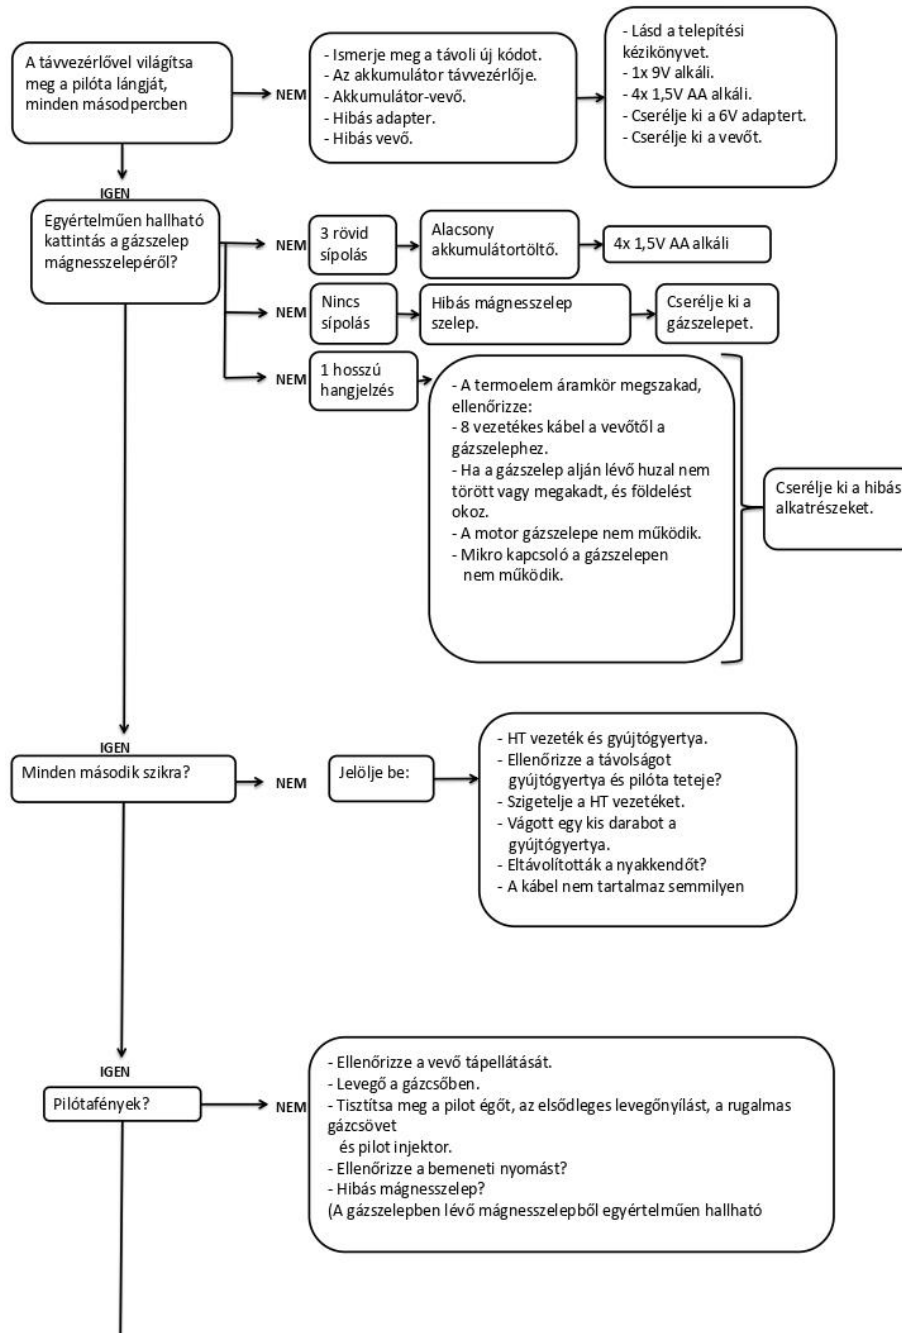 A távvezérlővel világítsa
meg a pilóta lángját,
minden másodpercben
NEM
- Ismerje meg a távoli új kódot.
- Az akkumulátor távvezérlője.
- Akkumulátor-vevő.
- Hibás adapter.
- Hibás vevő.
- Lásd a telepítési
kézikönyvet.
- 1x 9V alkáli.
- 4x 1,5V AA alkáli.
- Cserélje ki a 6V adaptert.
- Cserélje ki a vevőt.
IGEN
Egyértelműen hallható
kattintás a gázszelep
mágnesszelepéről?
NEM
3 rövid
sípolás
Alacsony
akkumulátortöltő.
4x 1,5V AA alkáli
NEM
Nincs
sípolás
Hibás mágnesszelep
szelep.
Cserélje ki a
gázszelepet.
NEM
1 hosszú
hangjelzés
- A termoelem áramkör megszakad,
ellenőrizze:
- 8 vezetékes kábel a vevőtől a
gázszelephez.
- Ha a gázszelep alján lévő huzal nem
törött vagy megakadt, és földelést
okoz.
- A motor gázszelepe nem működik.
- Mikro kapcsoló a gázszelepen
nem működik.
Cserélje ki a hibás
alkatrészeket.
IGEN
Minden második szikra?
NEM
Jelölje be:
- HT vezeték és gyújtógyertya.
- Ellenőrizze a távolságot
gyújtógyertya és pilóta teteje?
- Szigetelje a HT vezetéket.
- Vágott egy kis darabot a
gyújtógyertya.
- Eltávolították a nyakkendőt?
- A kábel nem tartalmaz semmilyen
IGEN
Pilótafények?
NEM
- Ellenőrizze a vevő tápellátását.
- Levegő a gázcsőben.
- Tisztítsa meg a pilot égőt, az elsődleges levegőnyílást, a rugalmas
gázcsövet
és pilot injektor.
- Ellenőrizze a bemeneti nyomást?
- Hibás mágnesszelep?
(A gázszelepben lévő mágnesszelepből egyértelműen hallható